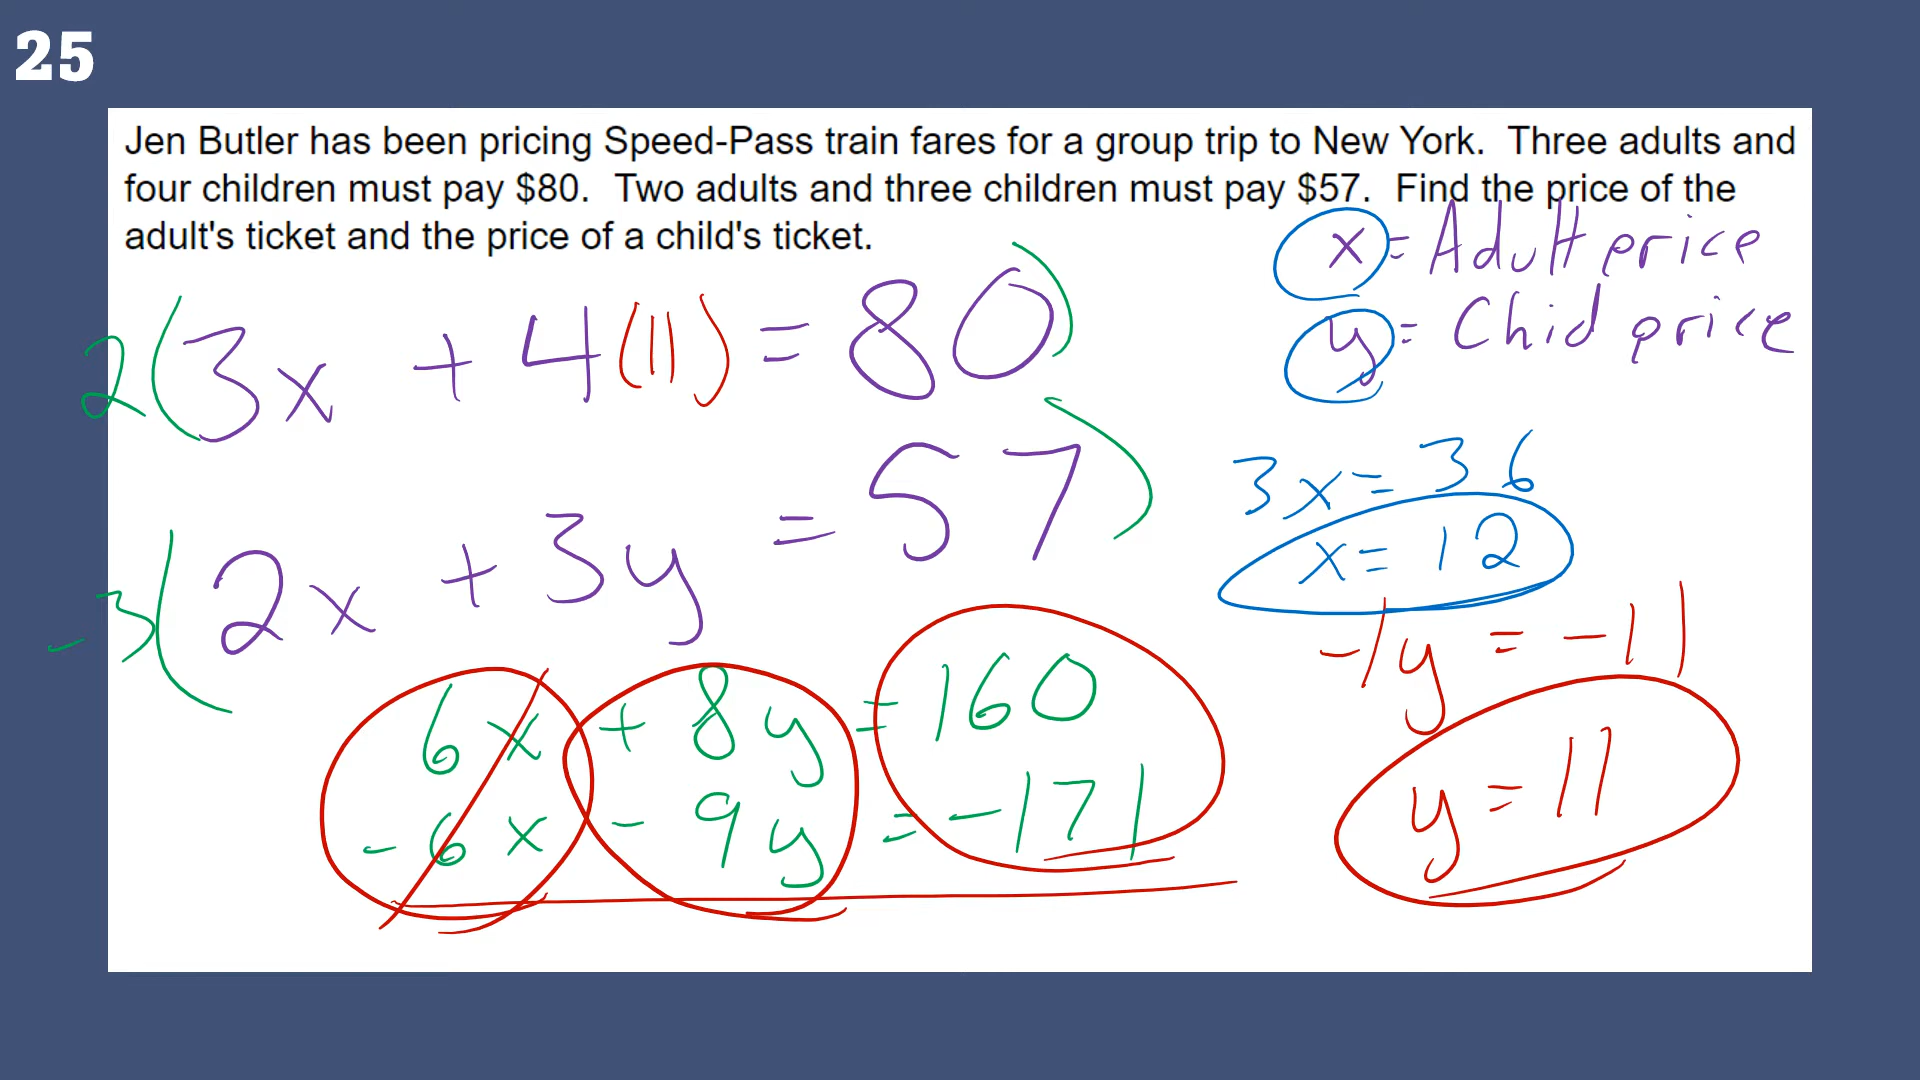 25
Jen Butler has been pricing Speed-Pass train fares for a group trip to New York. Three adults and
four children must pay $80. Two adults and three children must pay $57. Find the price of the
adult's ticket and the price of a child's ticket.
x = Adult price
y = Chid price
2(3x + 4(11) = 80)
-3(2x + 3y = 57)
3x = 36
x = 12
6x + 8y = 160
-6x - 9y = -171
-1y = -11
y = 11